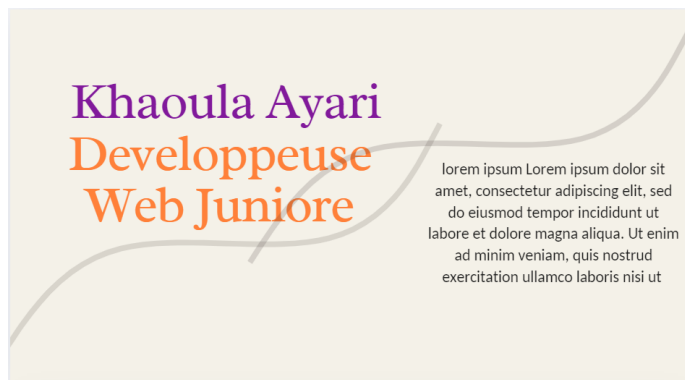 Khaoula Ayari
Developpeuse
Web Juniore
lorem ipsum Lorem ipsum dolor sit
amet, consectetur adipiscing elit, sed
do eiusmod tempor incididunt ut
labore et dolore magna aliqua. Ut enim
ad minim veniam, quis nostrud
exercitation ullamco laboris nisi ut